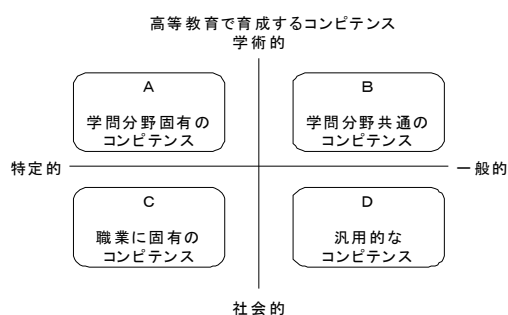 高等教育で育成するコンピテンス
学術的
A
学問分野固有の
コンピテンス
B
学問分野共通の
コンピテンス
特定的
一般的
C
職業に固有の
コンピテンス
D
汎用的な
コンピテンス
社会的